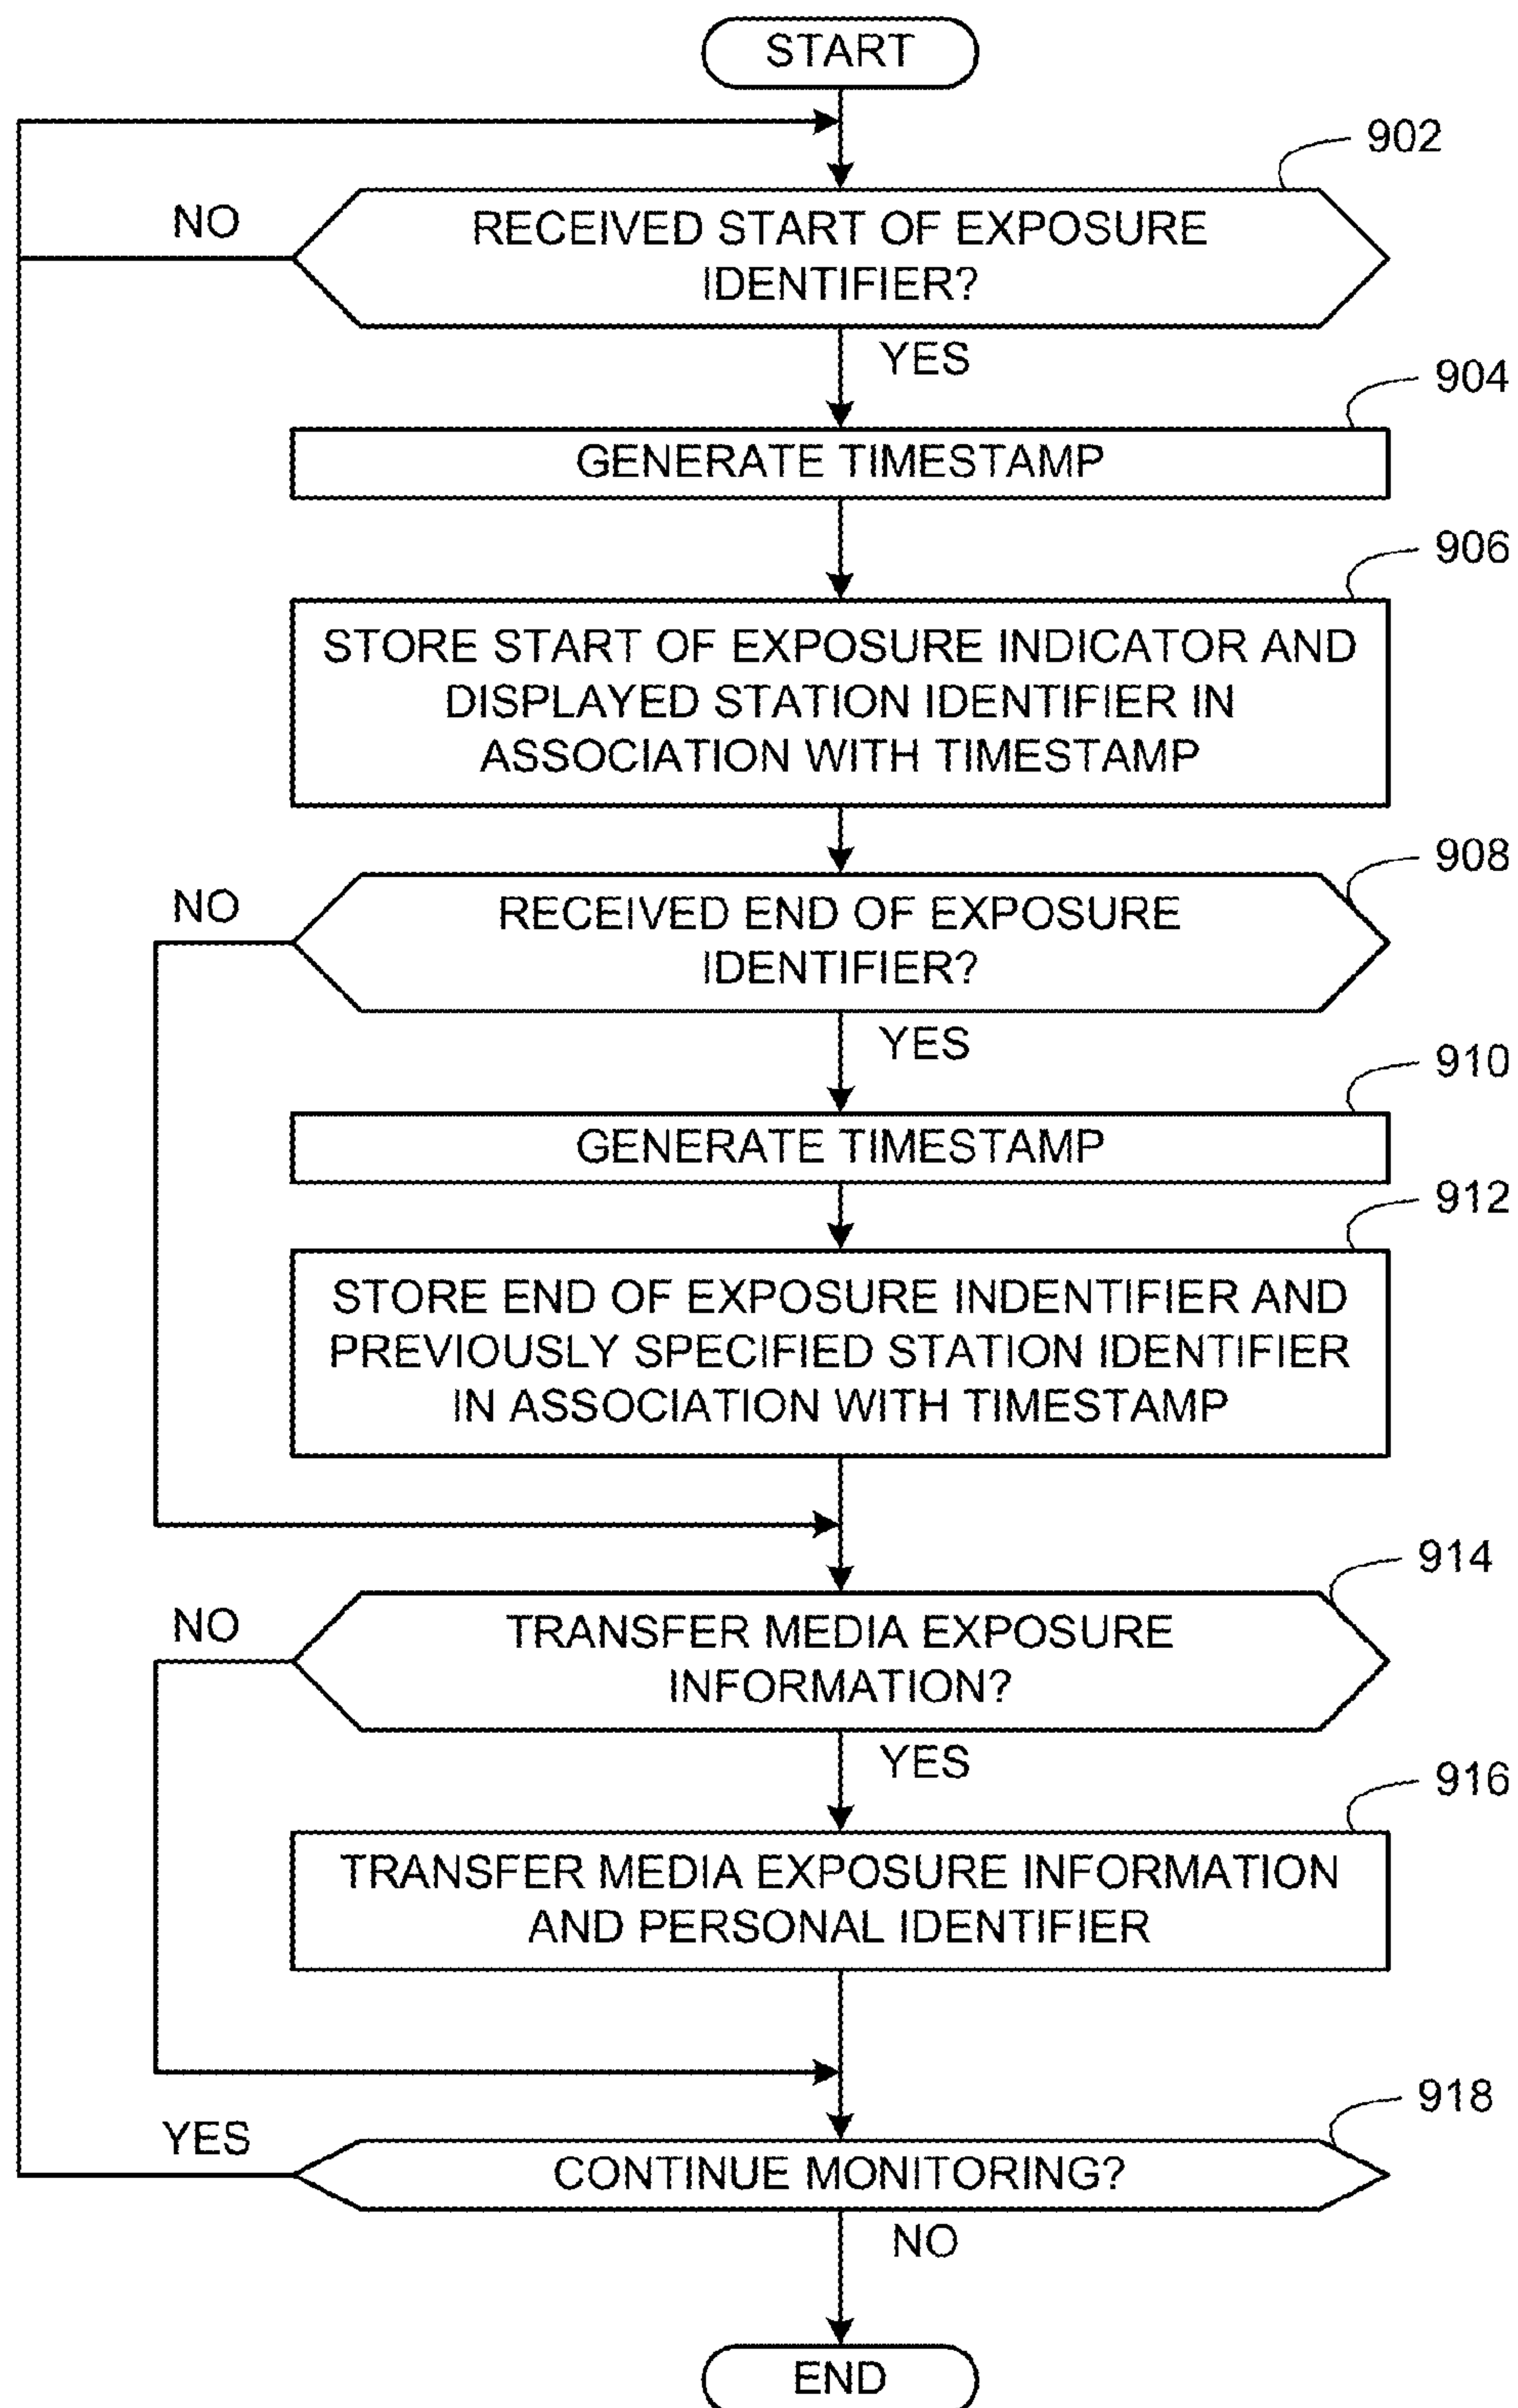 START
902
NO
RECEIVED START OF EXPOSURE
IDENTIFIER?
YES
904
GENERATE TIMESTAMP
906
STORE START OF EXPOSURE INDICATOR AND
DISPLAYED STATION IDENTIFIER IN
ASSOCIATION WITH TIMESTAMP
908
NO
RECEIVED END OF EXPOSURE
IDENTIFIER?
YES
910
GENERATE TIMESTAMP
912
STORE END OF EXPOSURE INDENTIFIER AND
PREVIOUSLY SPECIFIED STATION IDENTIFIER
IN ASSOCIATION WITH TIMESTAMP
914
NO
TRANSFER MEDIA EXPOSURE
INFORMATION?
YES
916
TRANSFER MEDIA EXPOSURE INFORMATION
AND PERSONAL IDENTIFIER
918
YES
CONTINUE MONITORING?
NO
END